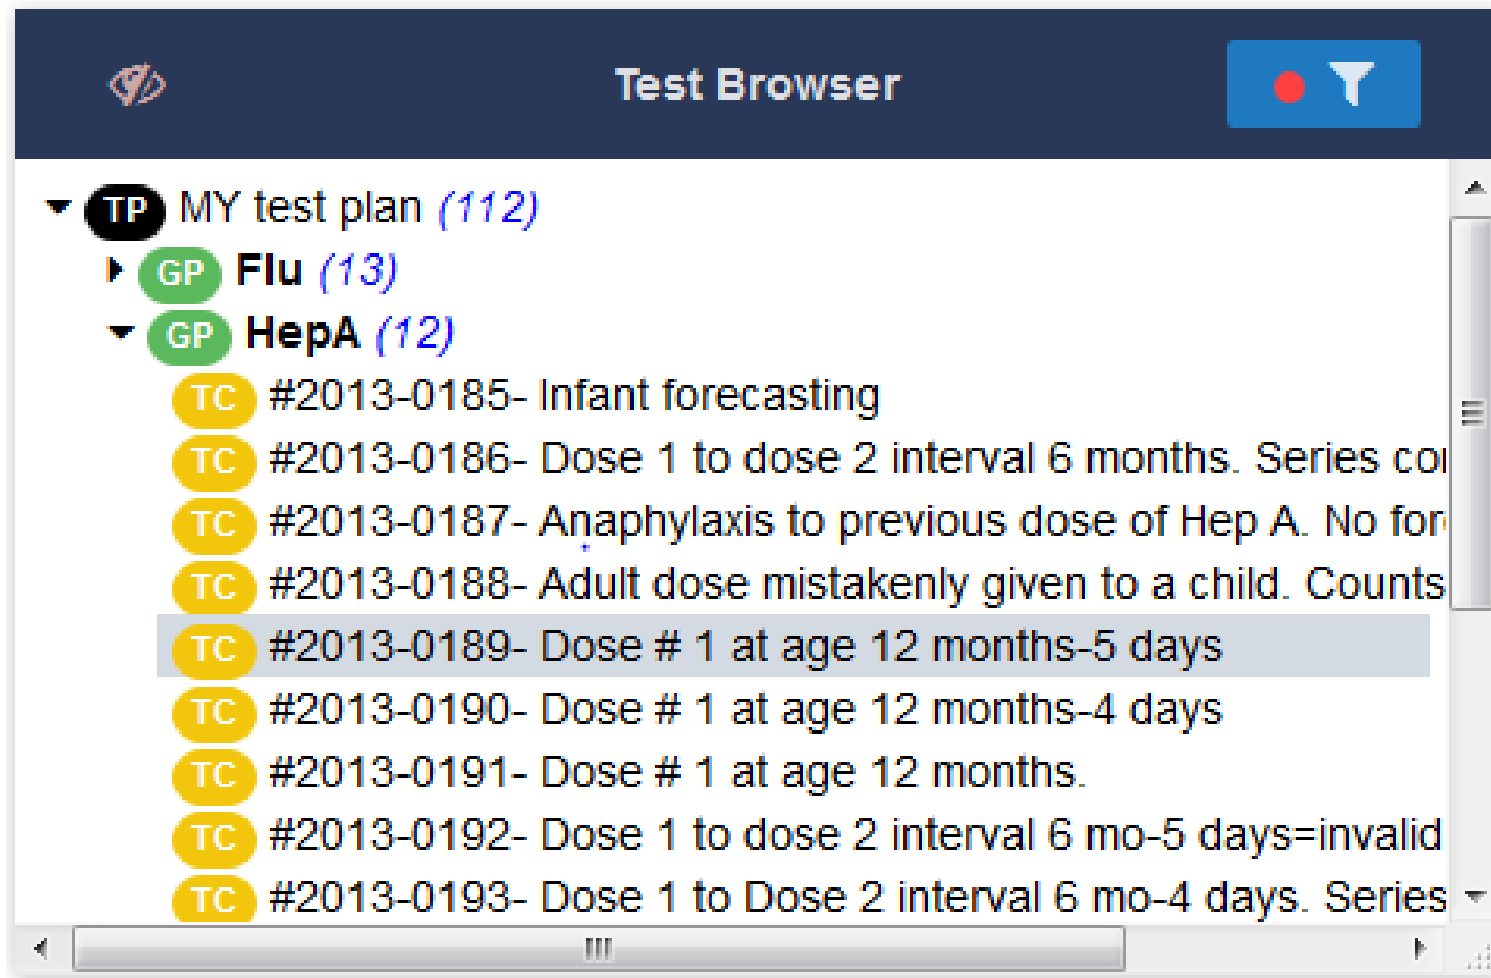 Test Browser
TP MY test plan (112)
GP Flu (13)
GP HepA (12)
TC #2013-0185- Infant forecasting
TC #2013-0186- Dose 1 to dose 2 interval 6 months. Series
TC #2013-0187- Anaphylaxis to previous dose of Hep A. No
TC #2013-0188- Adult dose mistakenly given to a child. Counts
TC #2013-0189- Dose # 1 at age 12 months-5 days
TC #2013-0190- Dose # 1 at age 12 months-4 days
TC #2013-0191- Dose # 1 at age 12 months.
TC #2013-0192- Dose 1 to dose 2 interval 6 mo-5 days=invalid
TC #2013-0193- Dose 1 to Dose 2 interval 6 mo-4 days. Series